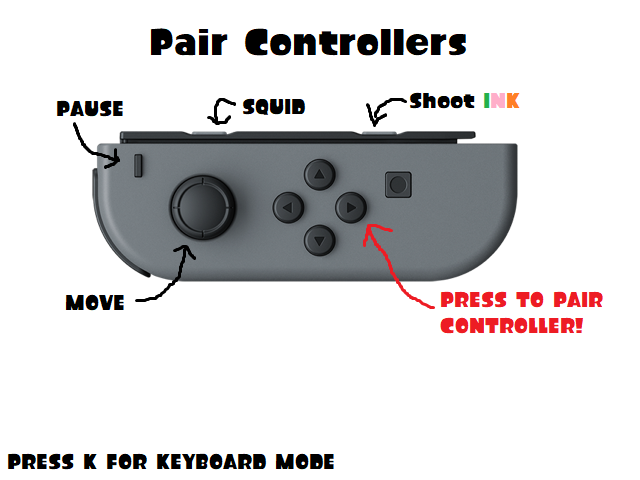 Pair Controllers
PAUSE
SQUID
Shoot INK
MOVE
PRESS TO PAIR
CONTROLLER!
PRESS K FOR KEYBOARD MODE